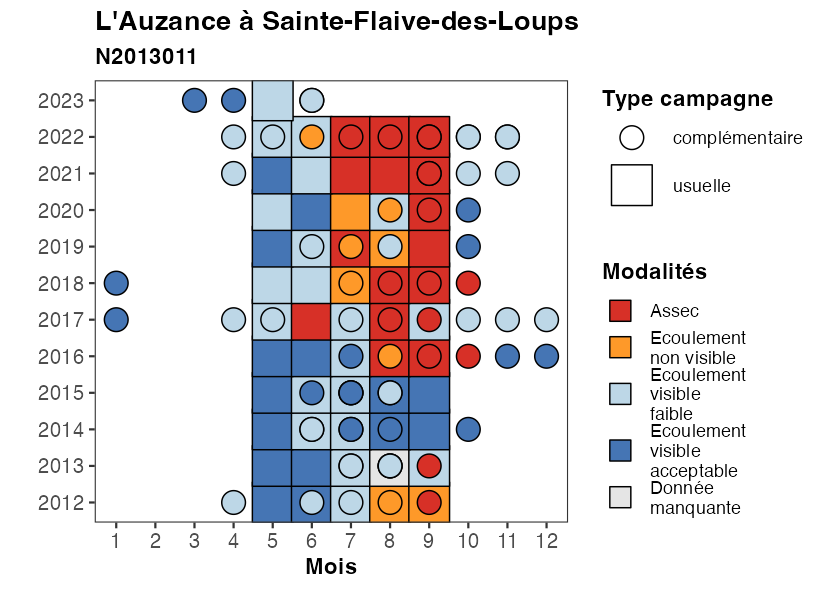 L'Auzance à Sainte-Flaive-des-Loups
N2013011
2023
2022
2021
2020
2019
2018
2017
2016
2015
2014
2013
2012
1 2 3 4 5 6 7 8 9 10 11 12
Mois
Type campagne
complémentaire
usuelle
Modalités
Assec
Ecoulement
non visible
Ecoulement
visible
faible
Ecoulement
visible
acceptable
Donnée
manquante